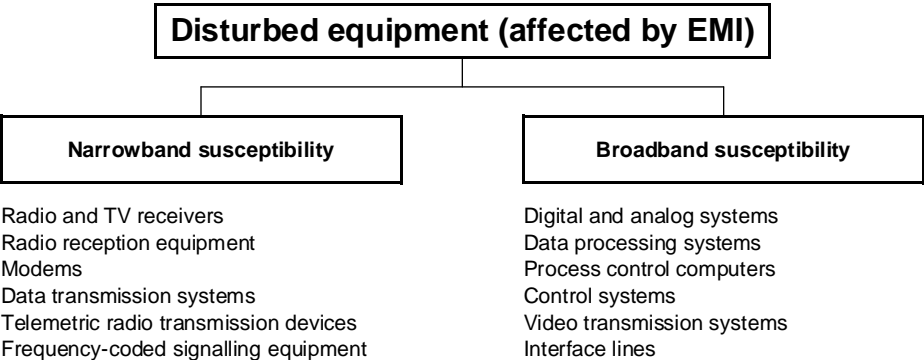 Disturbed equipment (affected by EMI)
Narrowband susceptibility
Broadband susceptibility
Radio and TV receivers
Radio reception equipment
Modems
Data transmission systems
Telemetric radio transmission devices
Frequency-coded signalling equipment
Digital and analog systems
Data processing systems
Process control computers
Control systems
Video transmission systems
Interface lines